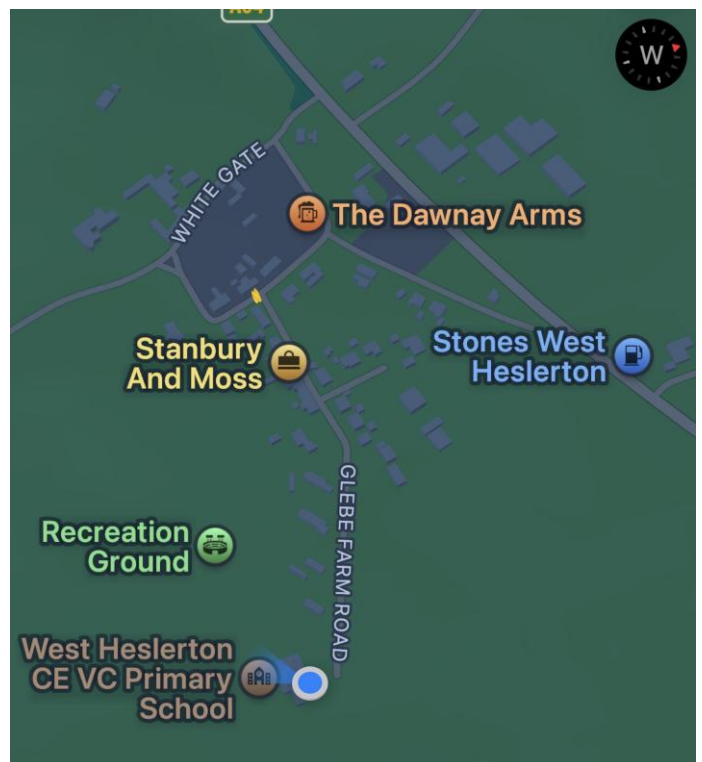 A64
W
WHITE GATE
The Dawnay Arms
Stanbury
And Moss
Stones West
Heslerton
GLEBE FARM ROAD
Recreation
Ground
West Heslerton
CE VC Primary
School